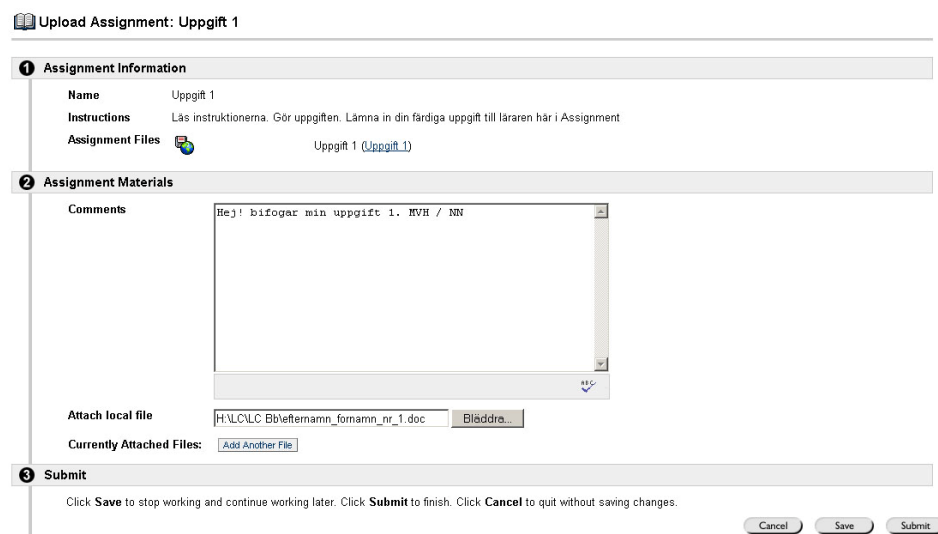 Upload Assignment: Uppgift 1
1 Assignment Information
Name Uppgift 1
Instructions Läs instruktionerna. Gör uppgiften. Lämna in din färdiga uppgift till läraren här i Assignment
Assignment Files Uppgift 1 (Uppgift 1)
2 Assignment Materials
Comments Hej! bifogar min uppgift 1. MVH / NN
ABC
Attach local file H:\LC\LC Bb\efternamn_fornamn_nr_1.doc Bläddra...
Currently Attached Files: Add Another File
3 Submit
Click Save to stop working and continue working later. Click Submit to finish. Click Cancel to quit without saving changes.
Cancel Save Submit